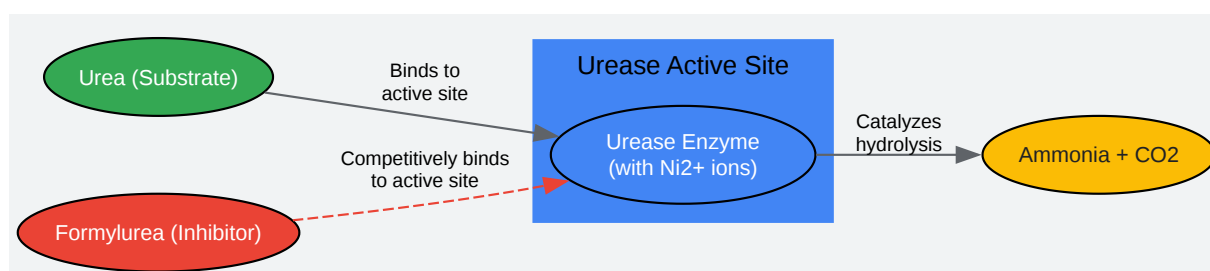 Urea (Substrate)
Binds to
active site
Urease Active Site
Urease Enzyme
(with Ni2+ ions)
Catalyzes
hydrolysis
Ammonia + CO2
Competitively binds
to active site
Formylurea (Inhibitor)